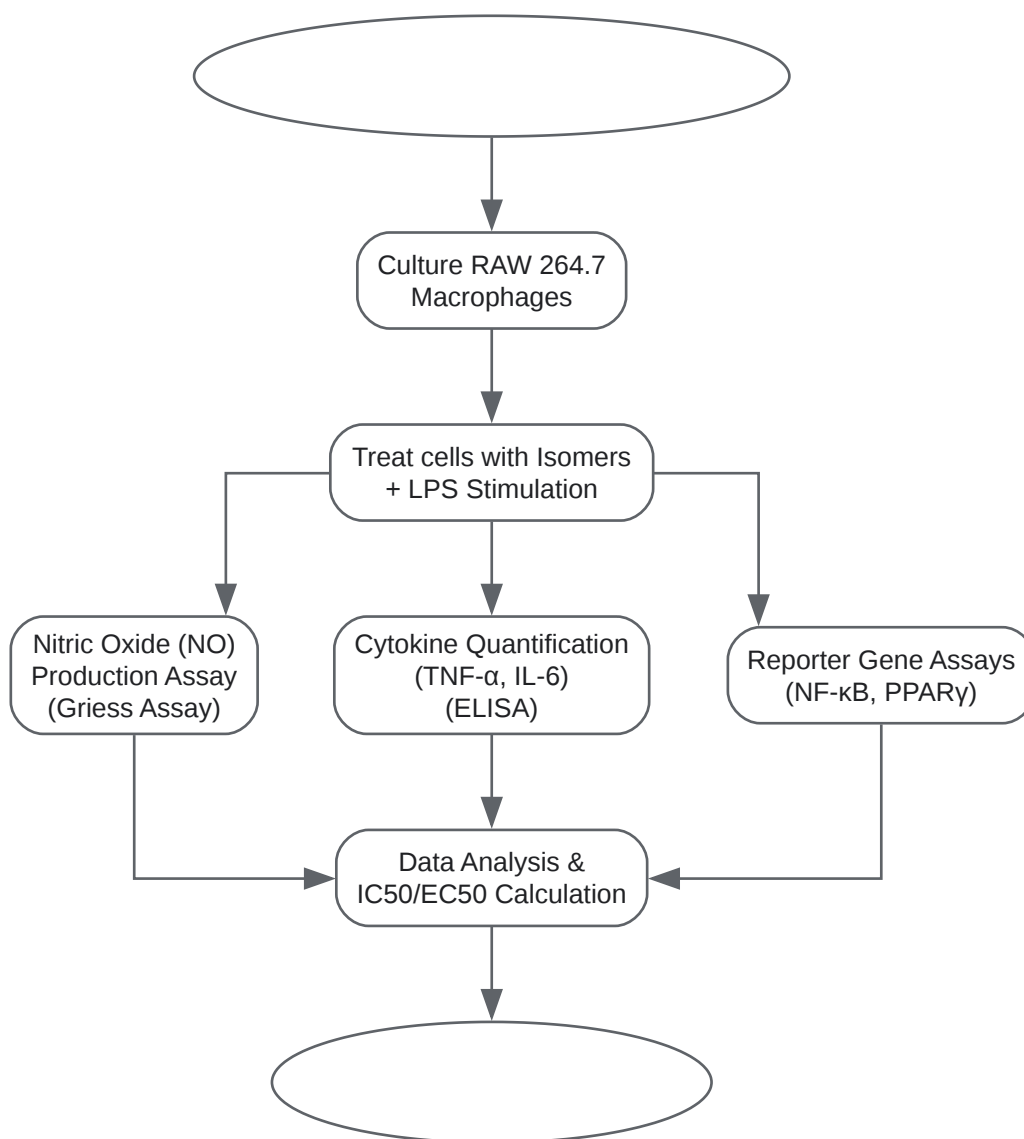 Culture RAW 264.7
Macrophages
Treat cells with Isomers
+ LPS Stimulation
Nitric Oxide (NO)
Production Assay
(Griess Assay)
Cytokine Quantification
(TNF-α, IL-6)
(ELISA)
Reporter Gene Assays
(NF-κB, PPARγ)
Data Analysis &
IC50/EC50 Calculation